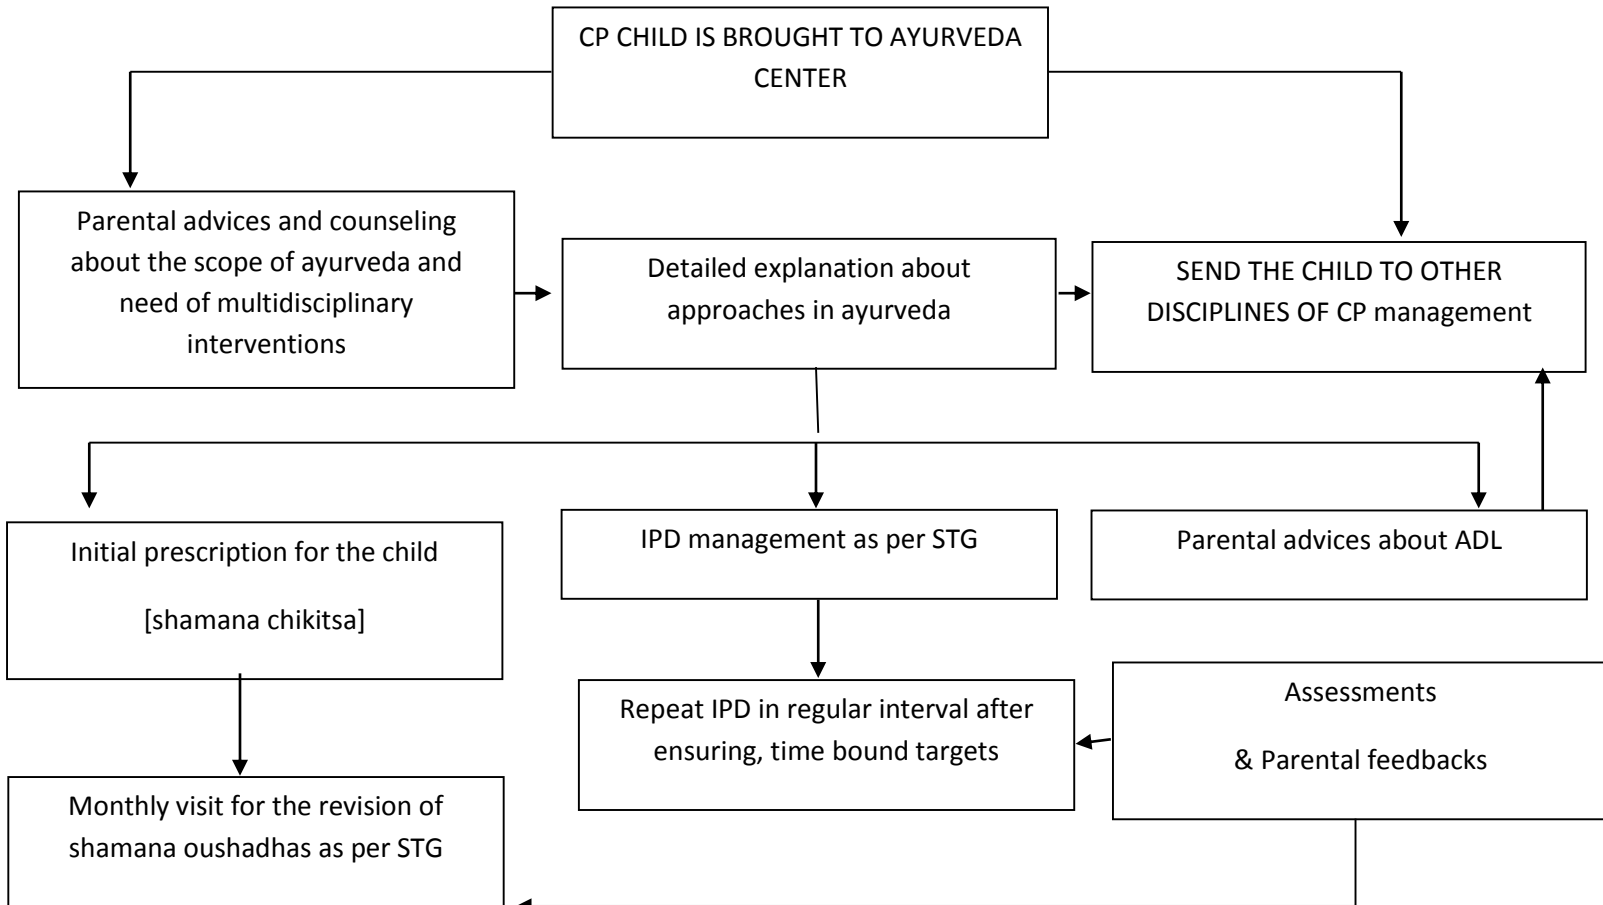 CP CHILD IS BROUGHT TO AYURVEDA
CENTER
Parental advices and counseling
about the scope of ayurveda and
need of multidisciplinary
interventions
Detailed explanation about
approaches in ayurveda
SEND THE CHILD TO OTHER
DISCIPLINES OF CP management
Initial prescription for the child
[shamana chikitsa]
IPD management as per STG
Parental advices about ADL
Repeat IPD in regular interval after
ensuring, time bound targets
Assessments
& Parental feedbacks
Monthly visit for the revision of
shamana oushadhas as per STG